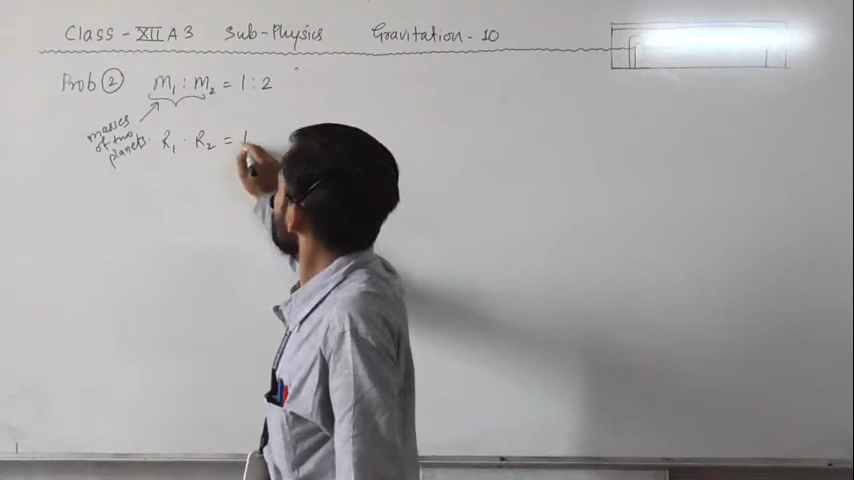 Class - XII A3 Sub-Physics Gravitation - 10
Prob (2) m₁ : m₂ = 1 : 2
masses
of two
planets.
R₁ : R₂ = 1